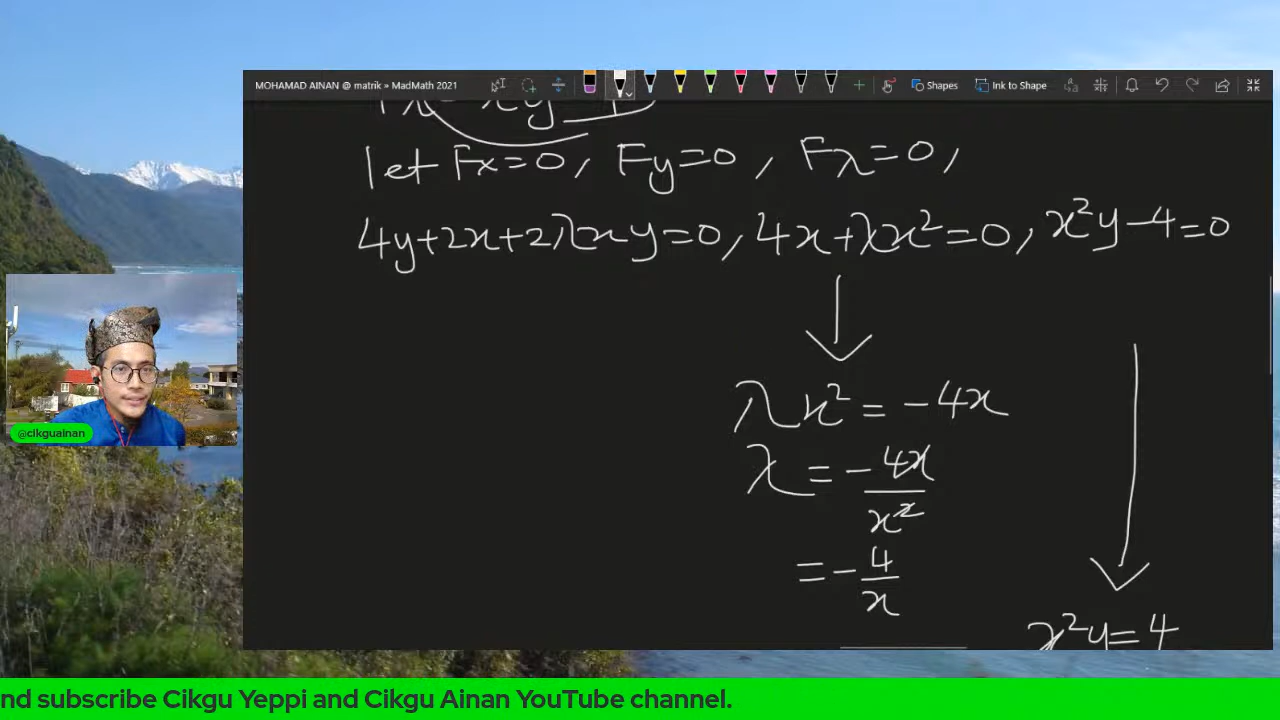 MOHAMAD AINAN @ matrik » MadMath 2021
Shapes
Ink to Shape
let Fx=0, Fy=0, Fλ=0,
4y+2x+2λxy=0, 4x+λx²=0, x²y-4=0
λx² = -4x
λ = -4x/x²
= -4/x
x²y=4
@cikguainan
nd subscribe Cikgu Yeppi and Cikgu Ainan YouTube channel.